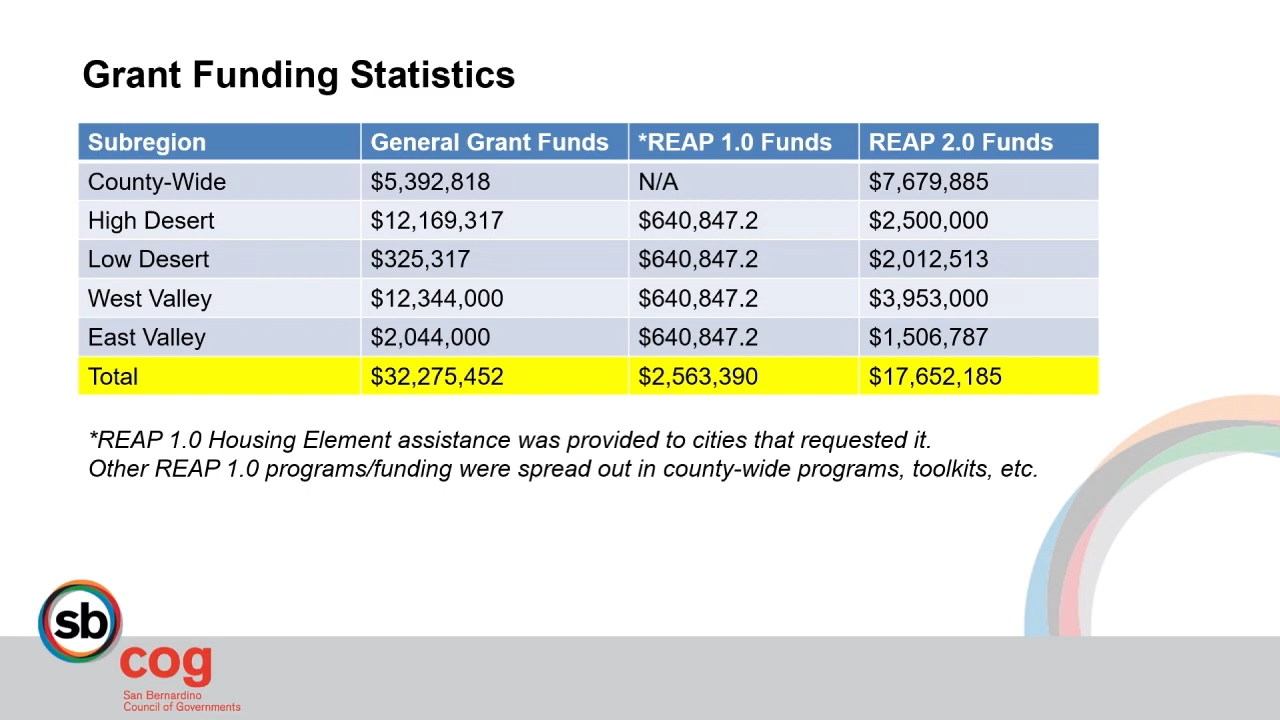 Grant Funding Statistics
Subregion General Grant Funds *REAP 1.0 Funds REAP 2.0 Funds
County-Wide $5,392,818 N/A $7,679,885
High Desert $12,169,317 $640,847.2 $2,500,000
Low Desert $325,317 $640,847.2 $2,012,513
West Valley $12,344,000 $640,847.2 $3,953,000
East Valley $2,044,000 $640,847.2 $1,506,787
Total $32,275,452 $2,563,390 $17,652,185
*REAP 1.0 Housing Element assistance was provided to cities that requested it.
Other REAP 1.0 programs/funding were spread out in county-wide programs, toolkits, etc.
sb
cog
San Bernardino
Council of Governments